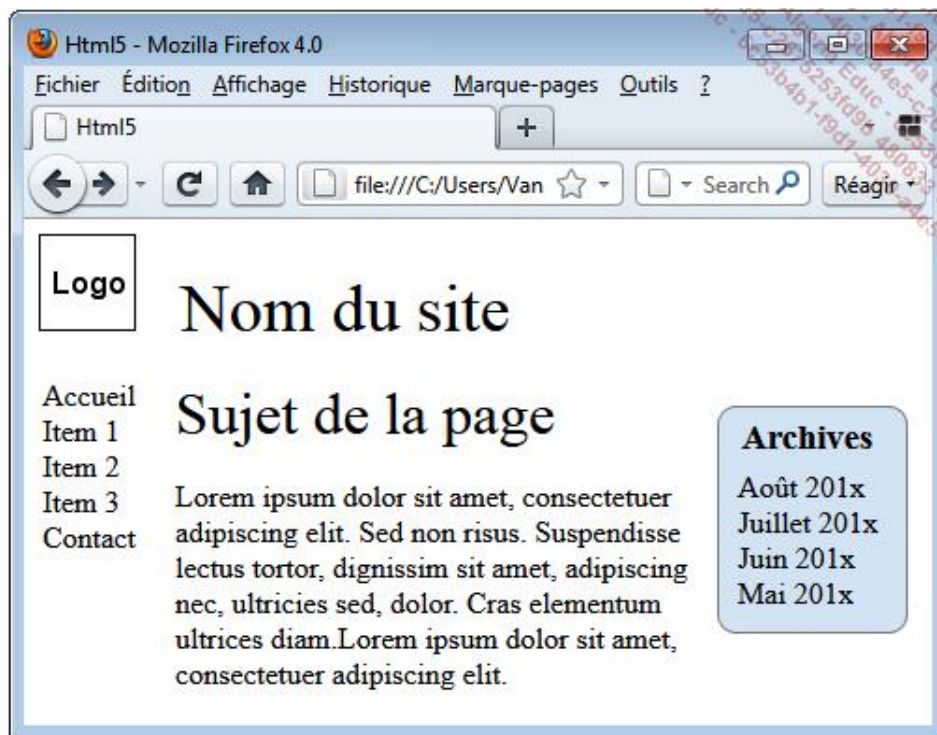 Html5 - Mozilla Firefox 4.0
Fichier Édition Affichage Historique Marque-pages Outils ?
Html5
file:///C:/Users/Van
Search
Réagir
Logo
Nom du site
Accueil
Item 1
Item 2
Item 3
Contact
Sujet de la page
Lorem ipsum dolor sit amet, consectetuer
adipiscing elit. Sed non risus. Suspendisse
lectus tortor, dignissim sit amet, adipiscing
nec, ultricies sed, dolor. Cras elementum
ultrices diam.Lorem ipsum dolor sit amet,
consectetuer adipiscing elit.
Archives
Août 201x
Juillet 201x
Juin 201x
Mai 201x